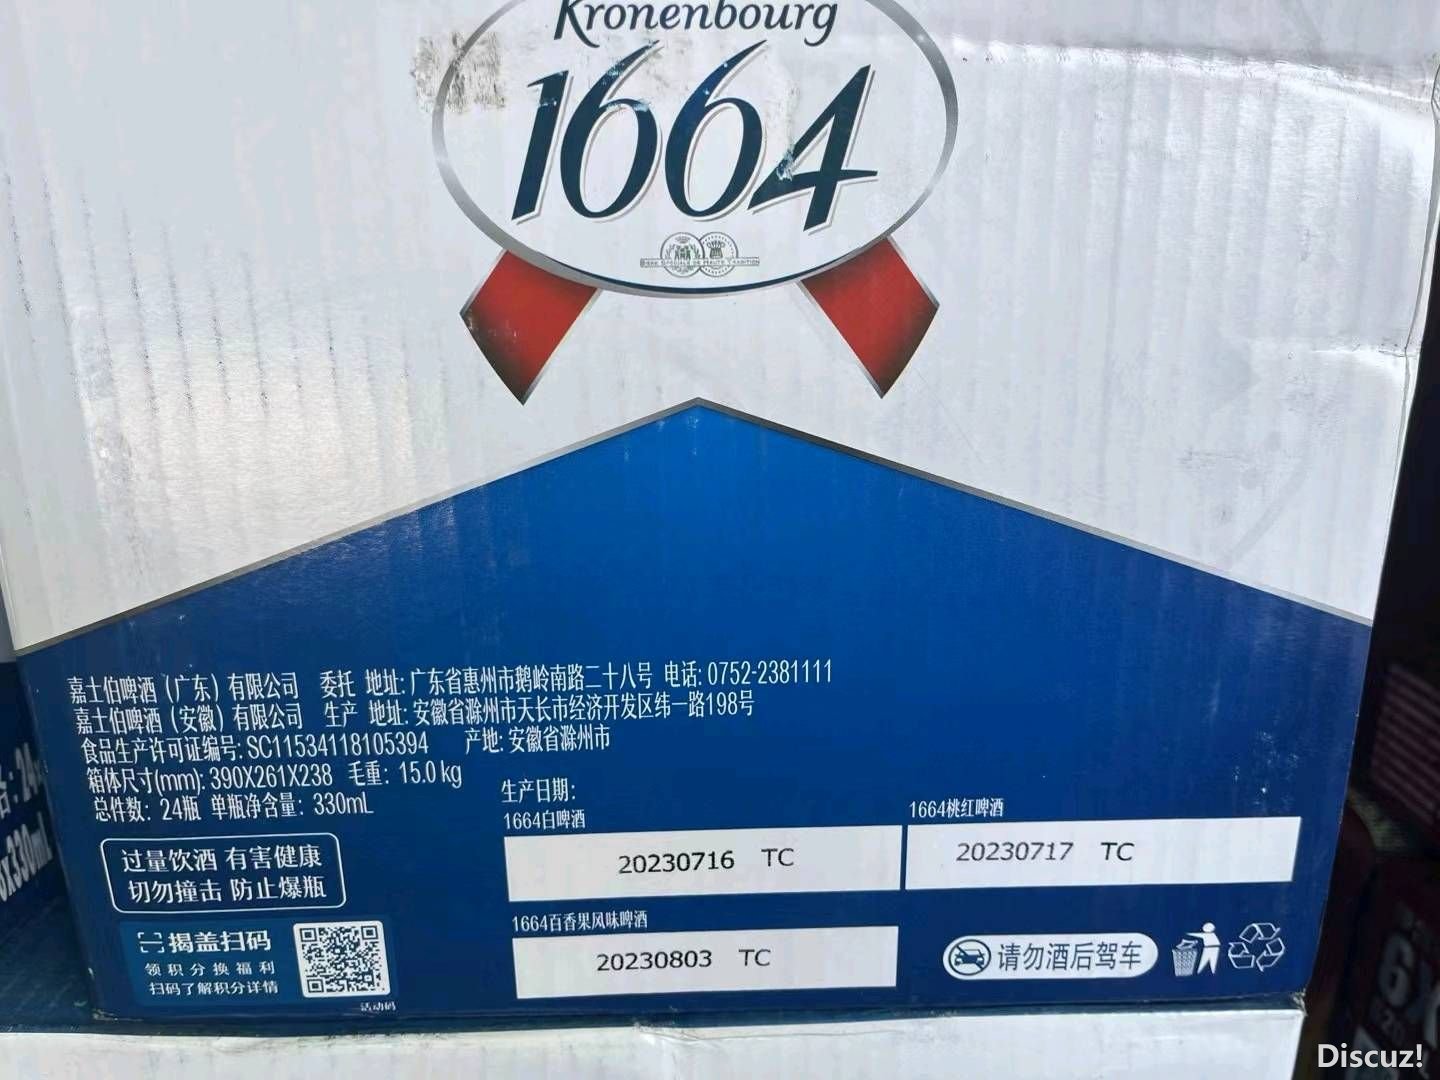 Kronenbourg
1664
嘉士伯啤酒（广东）有限公司 委托 地址: 广东省惠州市鹅岭南路二十八号 电话: 0752-2381111
嘉士伯啤酒（安徽）有限公司 生产 地址: 安徽省滁州市天长市经济开发区纬一路198号
食品生产许可证编号: SC11534118105394 产地: 安徽省滁州市
箱体尺寸(mm): 390X261X238 毛重: 15.0 kg
总件数: 24瓶 单瓶净含量: 330mL
生产日期:
1664白啤酒
20230716 TC
1664桃红啤酒
20230717 TC
1664百香果风味啤酒
20230803 TC
过量饮酒 有害健康
切勿撞击 防止爆瓶
揭盖扫码
领积分换福利
扫码了解积分详情
活动码
请勿酒后驾车
Discuz!